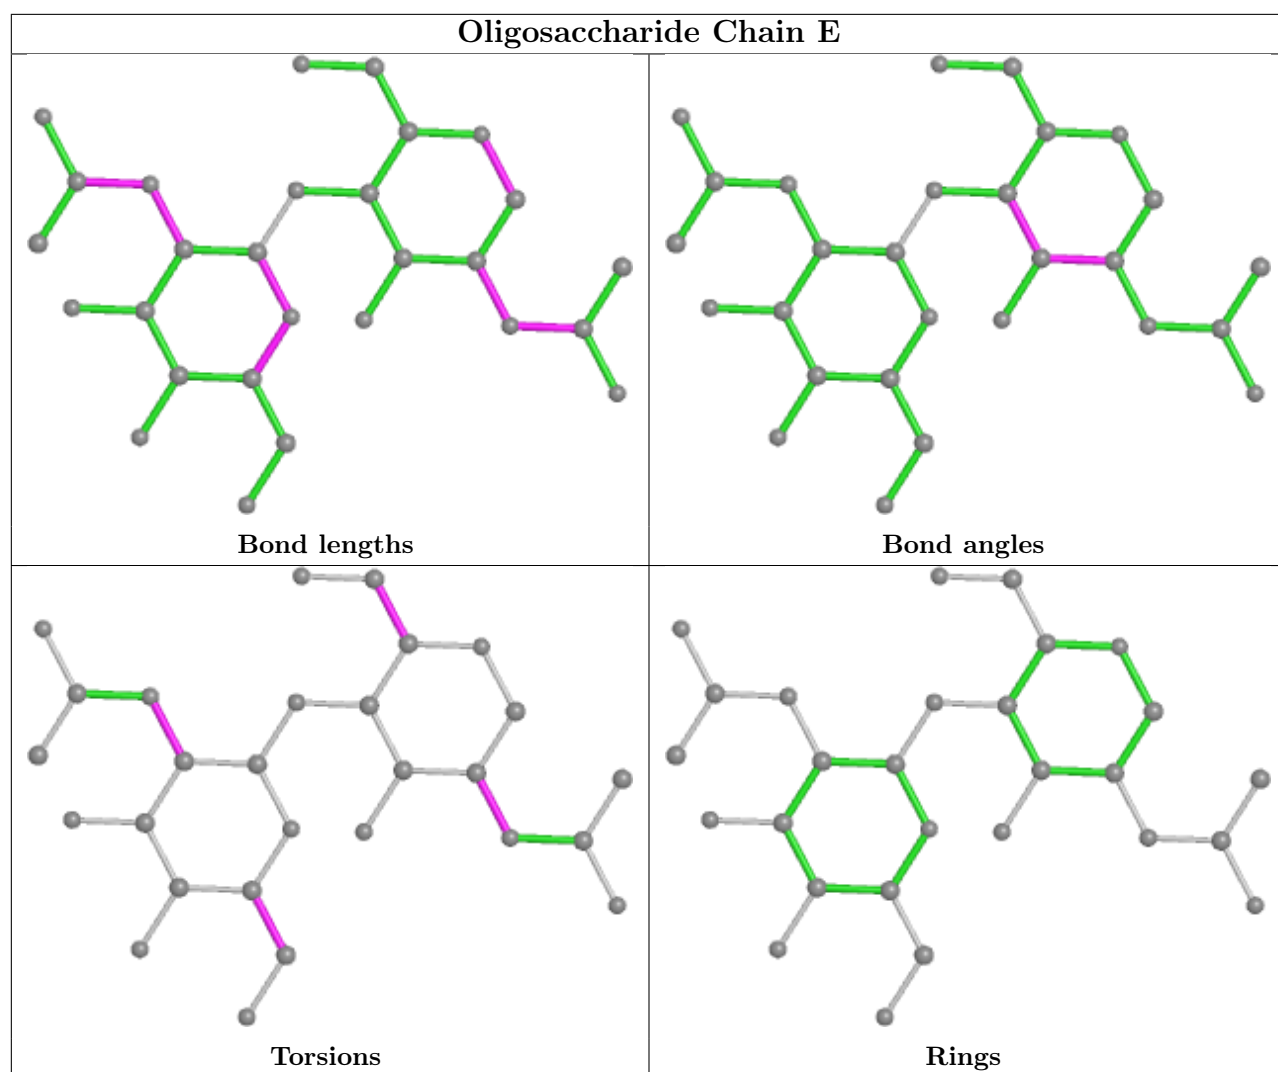 Oligosaccharide Chain E
Bond lengths
Bond angles
Torsions
Rings